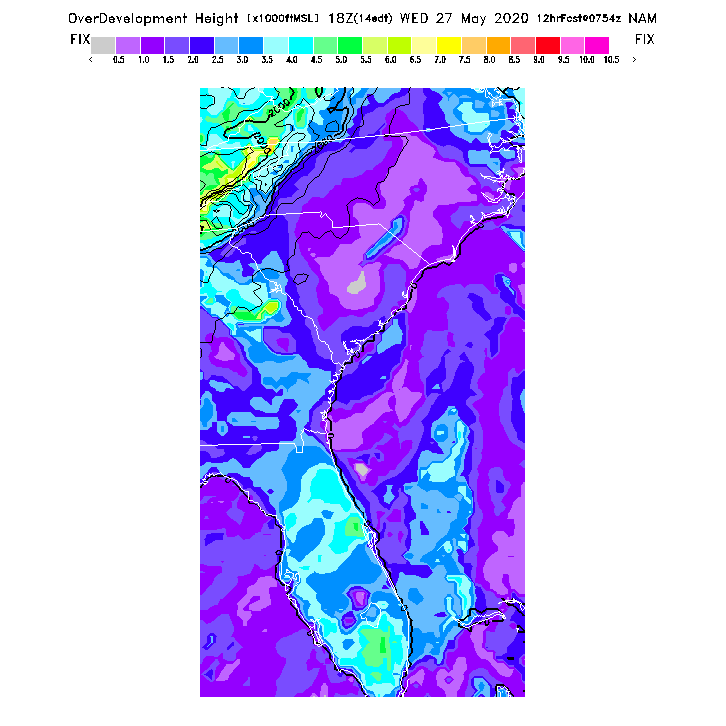 OverDevelopment Height [x1000ftMSL] 18Z(14edt) WED 27 May 2020 12hrFcst@0754z NAM
FIX FIX
< 0.5 1.0 1.5 2.0 2.5 3.0 3.5 4.0 4.5 5.0 5.5 6.0 6.5 7.0 7.5 8.0 8.5 9.0 9.5 10.0 10.5 >
2000
2000